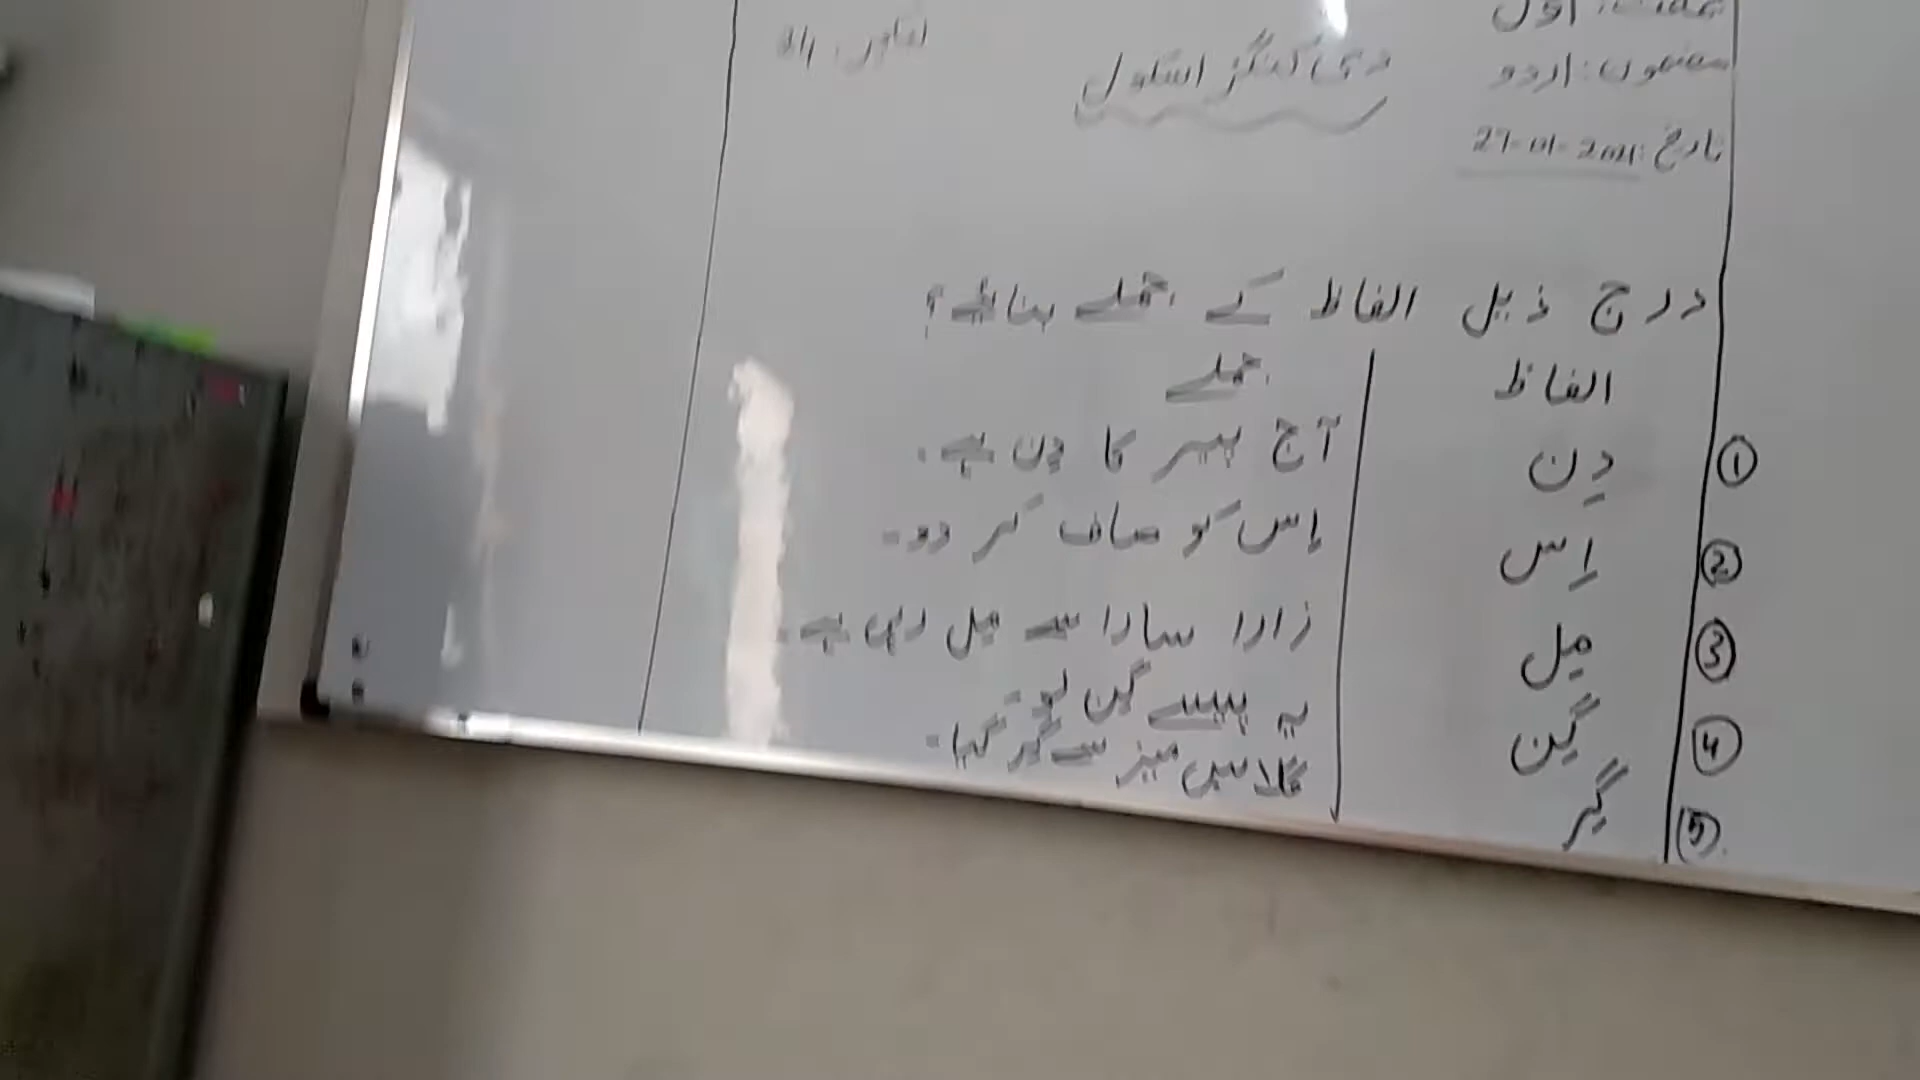 جماعت: اول
مضمون: اردو
دی کنگز اسکول
تاریخ: 27-01-2021
درج ذیل الفاظ کے جملے بنائیے؟
الفاظ جملے
① دِن آج پیر کا دِن ہے۔
② اِس اِس کو صاف کر دو۔
③ مِل زارا سارا سے مِل رہی ہے۔
④ گِن یہ پیسے گِن لو۔
⑤ گِر گلاس میز سے گِر گیا۔